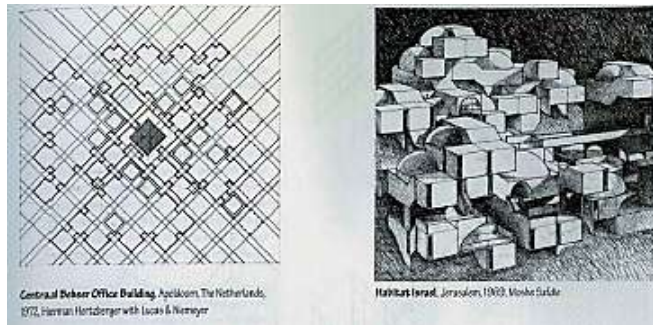 Centraal Beheer Office Building, Apeldoorn, The Netherlands,
1972, Herman Hertzberger with Lucas & Niemeyer
Habitat Israel, Jerusalem, 1969, Moshe Safdie